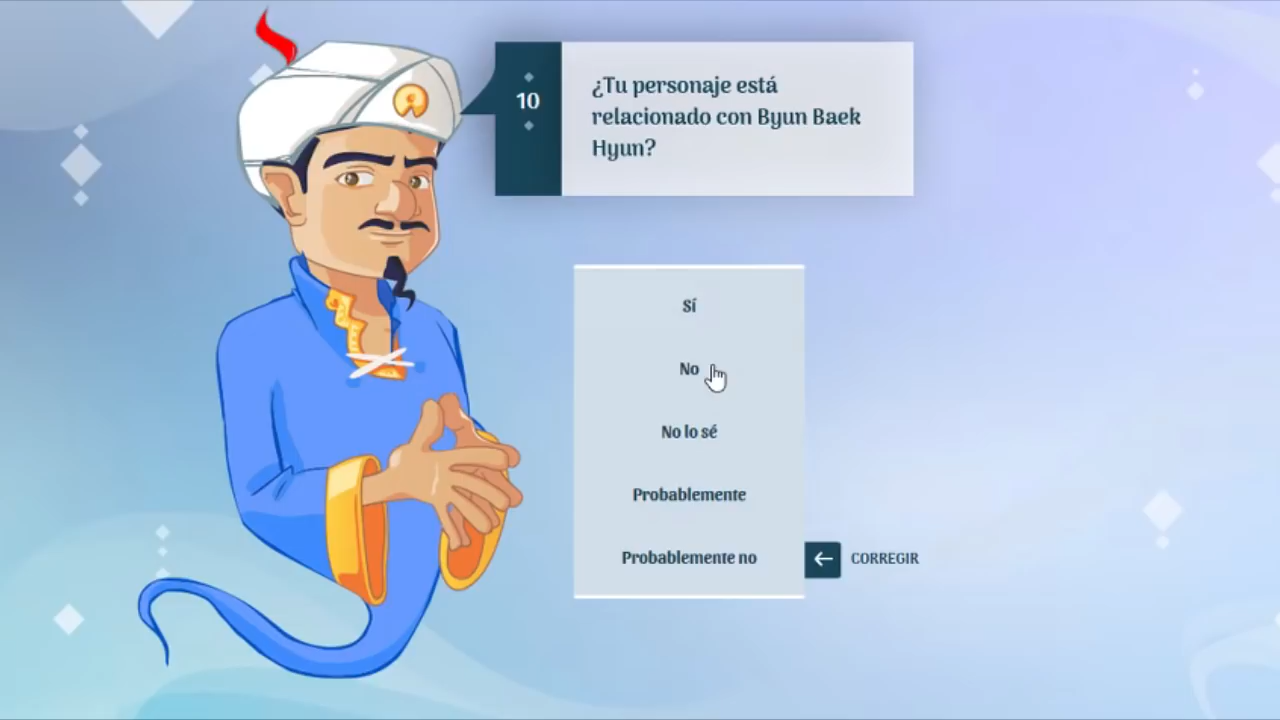 10
¿Tu personaje está
relacionado con Byun Baek
Hyun?
Sí
No
No lo sé
Probablemente
Probablemente no
CORREGIR